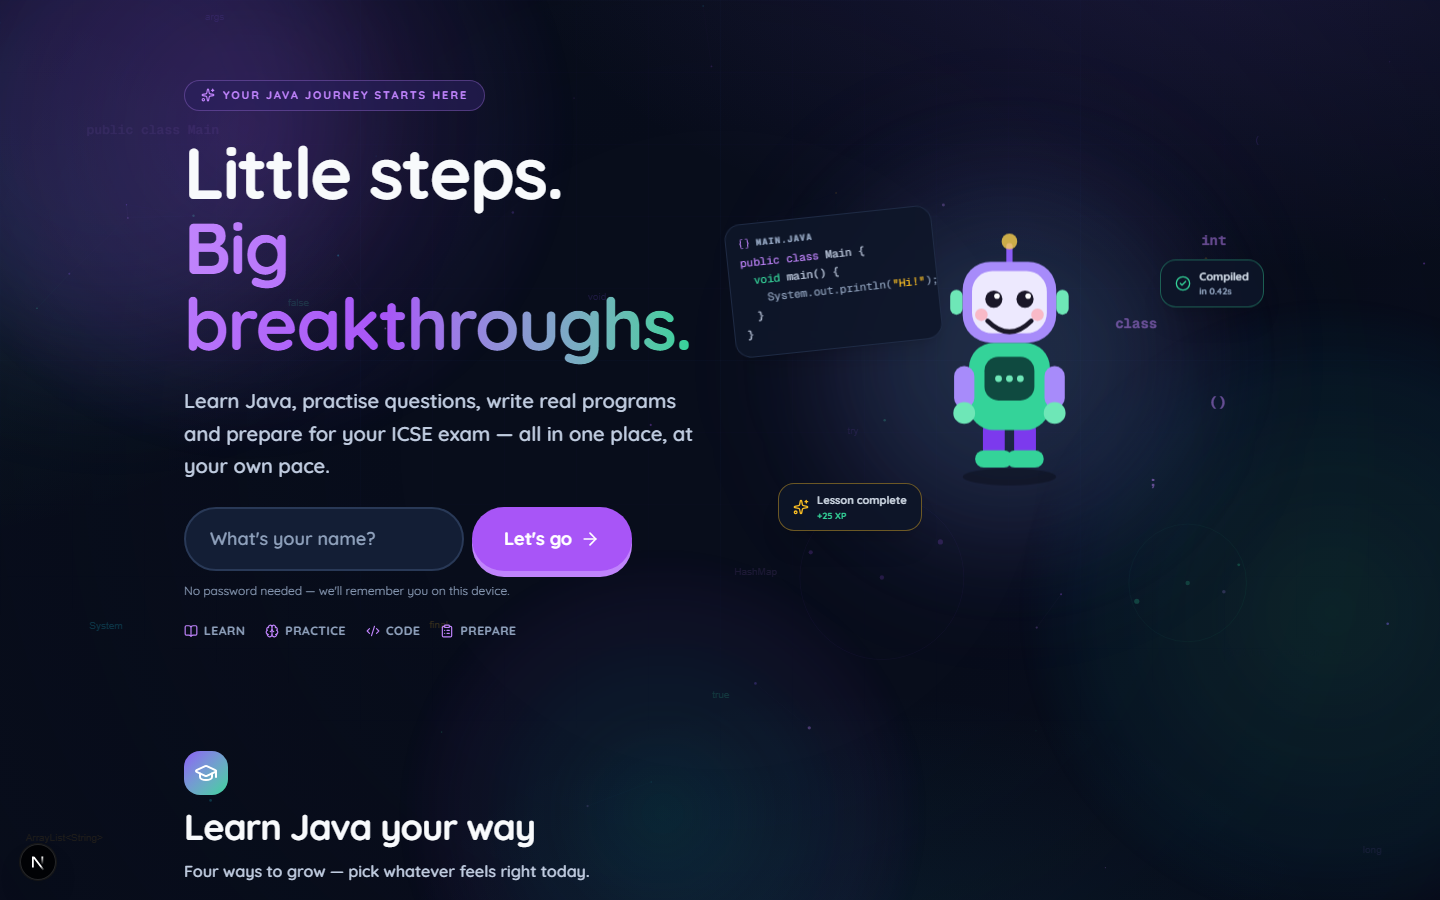 args
YOUR JAVA JOURNEY STARTS HERE
public class Main
Little steps.
Big
breakthroughs.
false
void
{} MAIN.JAVA
public class Main {
void main() {
System.out.println("Hi!");
}
}
int
Compiled
in 0.42s
class
()
;
Learn Java, practise questions, write real programs
and prepare for your ICSE exam — all in one place, at
your own pace.
Lesson complete
+25 XP
What's your name?
Let's go →
No password needed — we'll remember you on this device.
HashMap
System
LEARN
PRACTICE
CODE
PREPARE
true
Learn Java your way
Four ways to grow — pick whatever feels right today.
ArrayList<String>
long
N